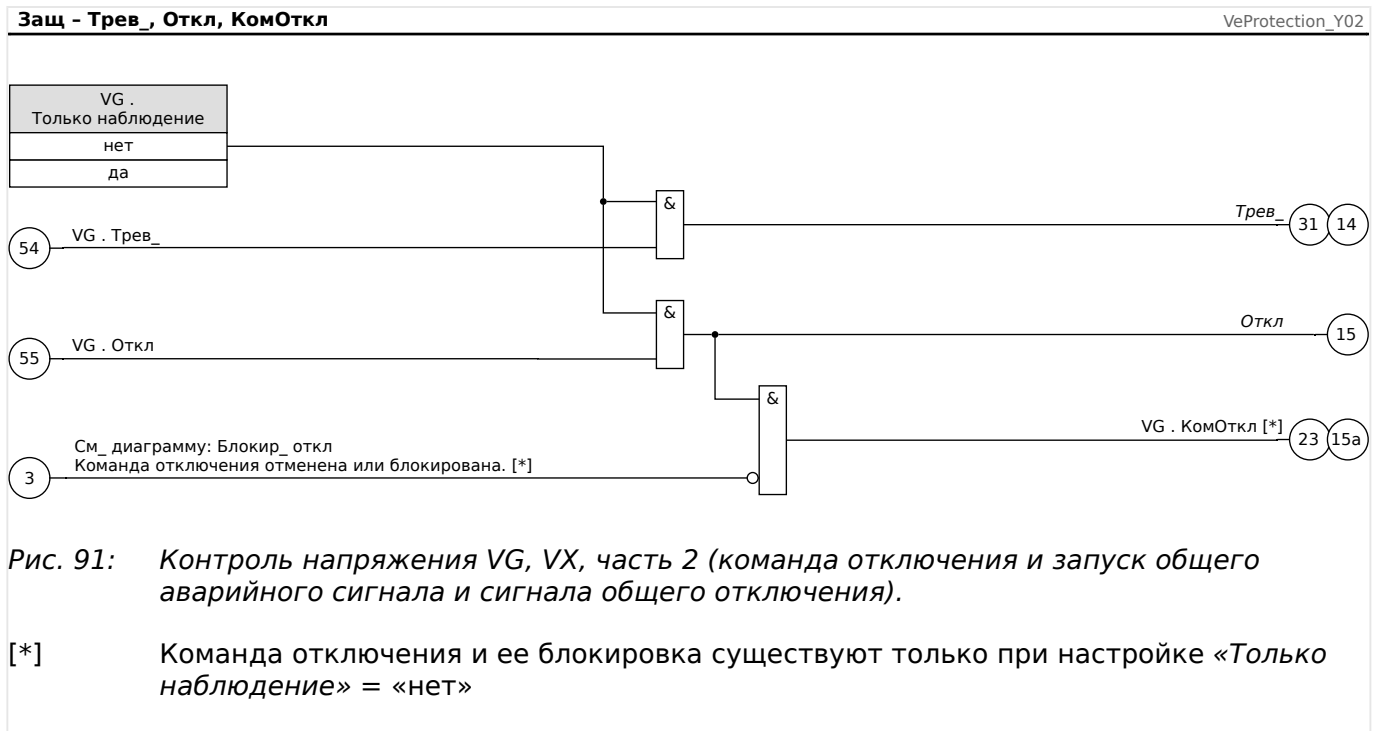 Защ – Трев_, Откл, КомОткл
VeProtection_Y02
VG .
Только наблюдение
нет
да
&
Трев_
31
14
54
VG . Трев_
&
Откл
15
55
VG . Откл
&
VG . КомОткл [*]
23
15a
См_ диаграмму: Блокир_ откл
Команда отключения отменена или блокирована. [*]
3
Рис. 91: Контроль напряжения VG, VX, часть 2 (команда отключения и запуск общего
аварийного сигнала и сигнала общего отключения).
[*] Команда отключения и ее блокировка существуют только при настройке «Только
наблюдение» = «нет»